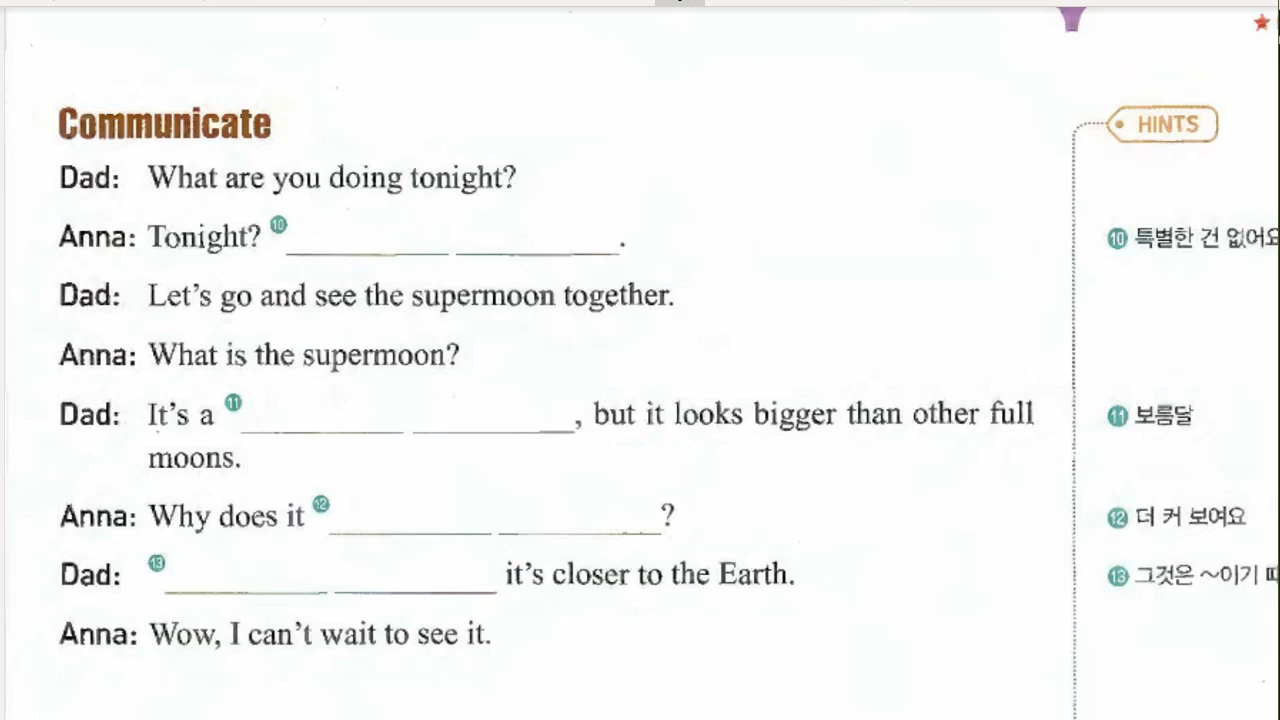 Communicate
HINTS
Dad: What are you doing tonight?
Anna: Tonight? ⑩ ________ ________.
⑩ 특별한 건 없어요
Dad: Let's go and see the supermoon together.
Anna: What is the supermoon?
Dad: It's a ⑪ ________ ________, but it looks bigger than other full
⑪ 보름달
moons.
Anna: Why does it ⑫ ________ ________?
⑫ 더 커 보여요
Dad: ⑬ ________ ________ it's closer to the Earth.
⑬ 그것은 ~이기
Anna: Wow, I can't wait to see it.